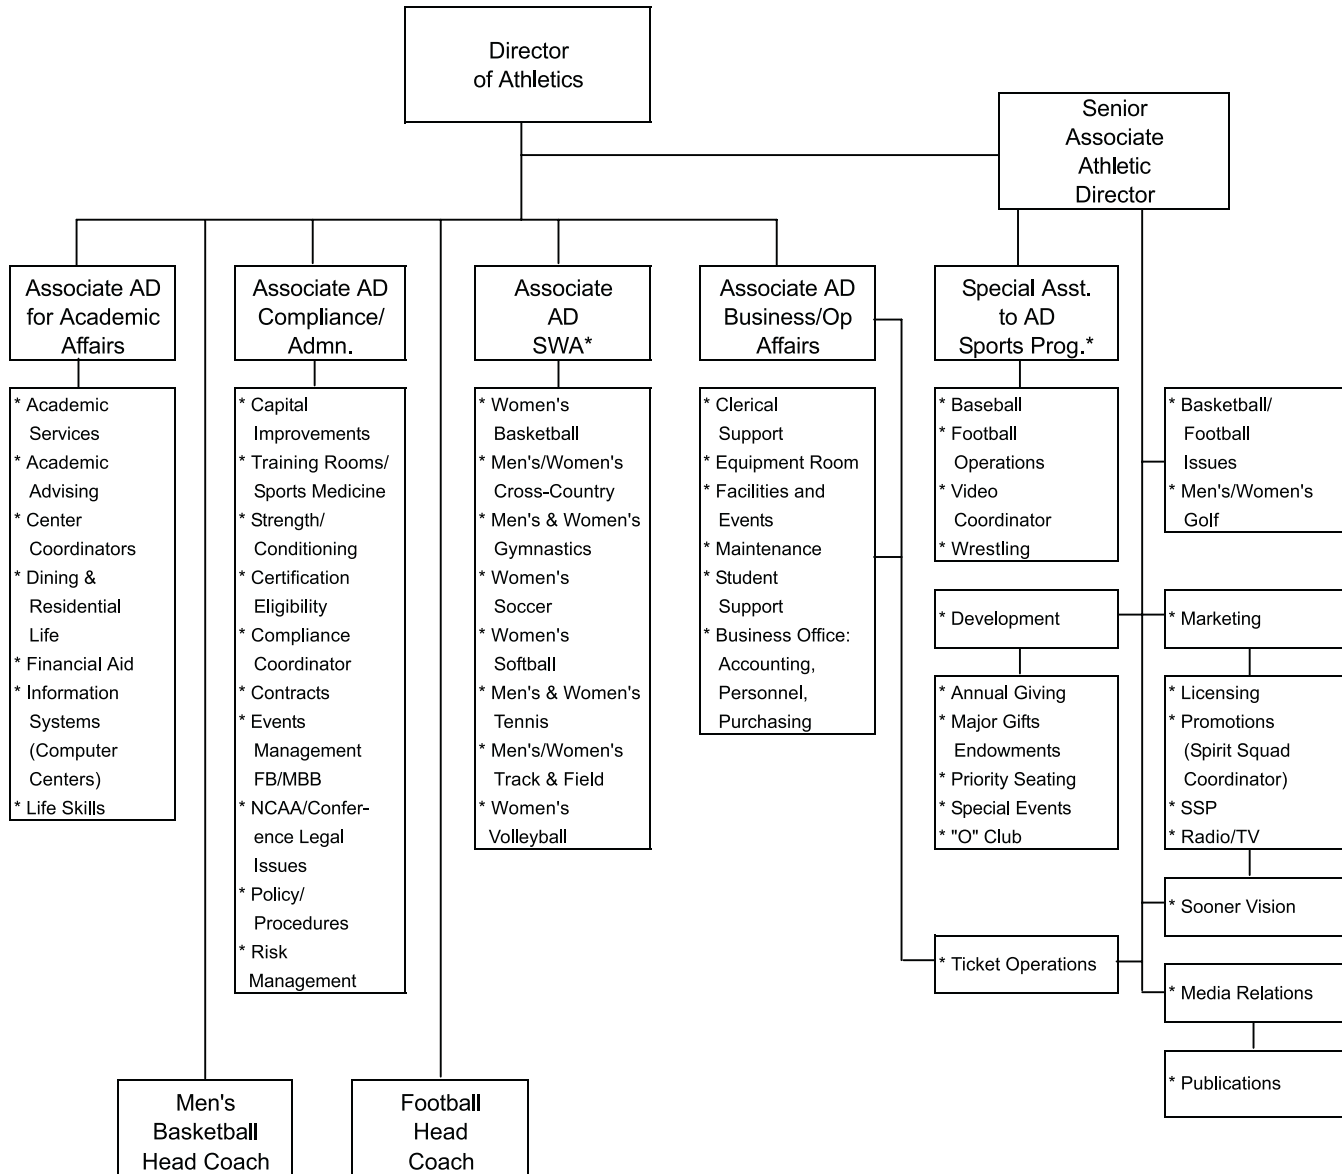 Director
of Athletics
Senior
Associate
Athletic
Director
Associate AD
for Academic
Affairs
Associate AD
Compliance/
Admn.
Associate
AD
SWA*
Associate AD
Business/Op
Affairs
Special Asst.
to AD
Sports Prog.*
* Academic
Services
* Academic
Advising
* Center
Coordinators
* Dining &
Residential
Life
* Financial Aid
* Information
Systems
(Computer
Centers)
* Life Skills
* Capital
Improvements
* Training Rooms/
Sports Medicine
* Strength/
Conditioning
* Certification
Eligibility
* Compliance
Coordinator
* Contracts
* Events
Management
FB/MBB
* NCAA/Confer-
ence Legal
Issues
* Policy/
Procedures
* Risk
Management
* Women's
Basketball
* Men's/Women's
Cross-Country
* Men's & Women's
Gymnastics
* Women's
Soccer
* Women's
Softball
* Men's & Women's
Tennis
* Men's/Women's
Track & Field
* Women's
Volleyball
* Clerical
Support
* Equipment Room
* Facilities and
Events
* Maintenance
* Student
Support
* Business Office:
Accounting,
Personnel,
Purchasing
* Baseball
* Football
Operations
* Video
Coordinator
* Wrestling
* Basketball/
Football
Issues
* Men's/Women's
Golf
* Development
* Marketing
* Annual Giving
* Major Gifts
Endowments
* Priority Seating
* Special Events
* "O" Club
* Licensing
* Promotions
(Spirit Squad
Coordinator)
* SSP
* Radio/TV
* Sooner Vision
* Ticket Operations
* Media Relations
* Publications
Men's
Basketball
Head Coach
Football
Head
Coach